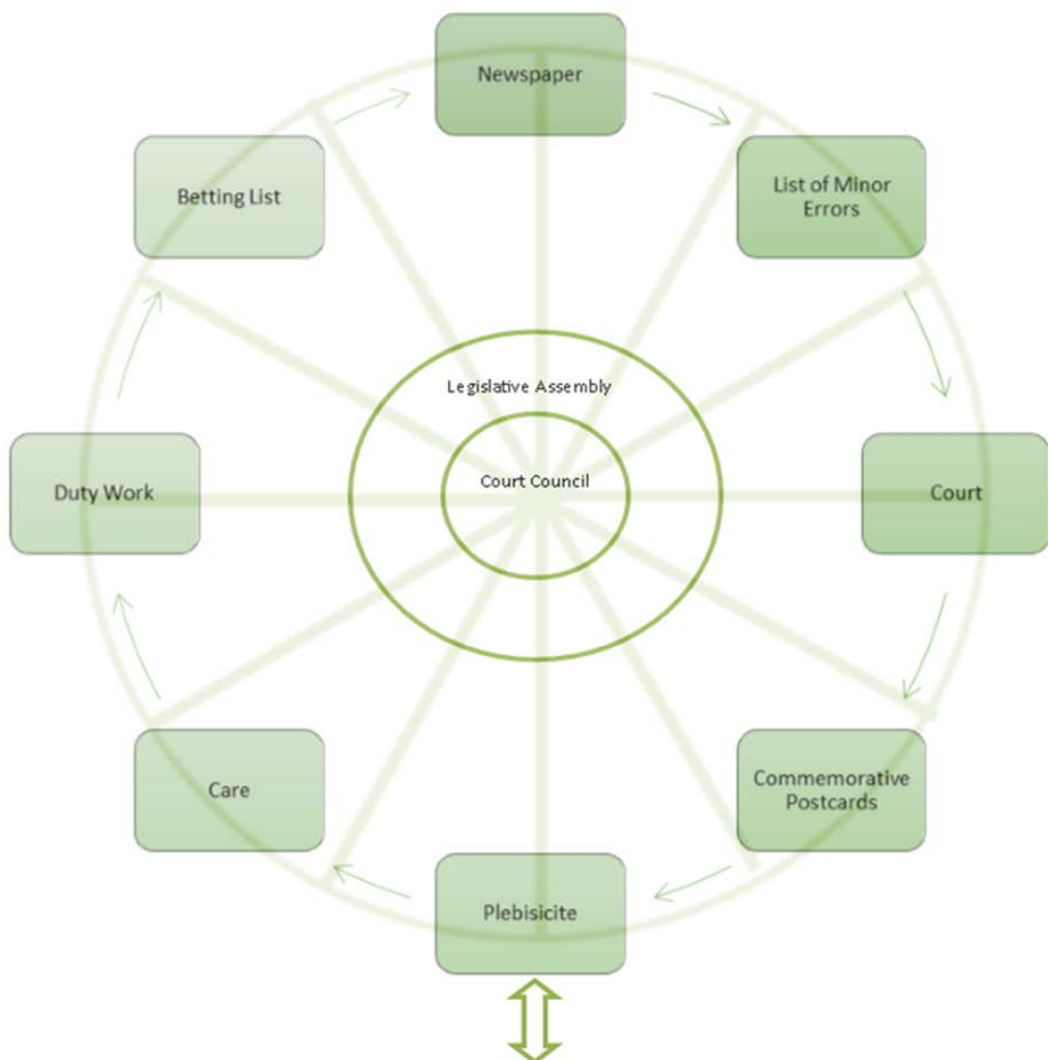 Newspaper
List of Minor
Errors
Court
Commemorative
Postcards
Plebisicite
Care
Duty Work
Betting List
Legislative Assembly
Court Council